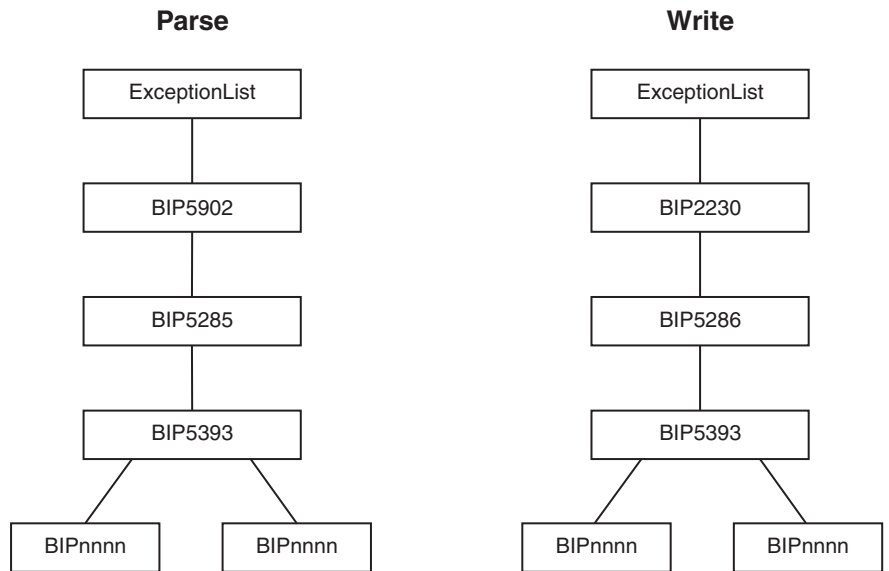 Parse Write
ExceptionList ExceptionList
BIP5902 BIP2230
BIP5285 BIP5286
BIP5393 BIP5393
BIPnnnn BIPnnnn BIPnnnn BIPnnnn